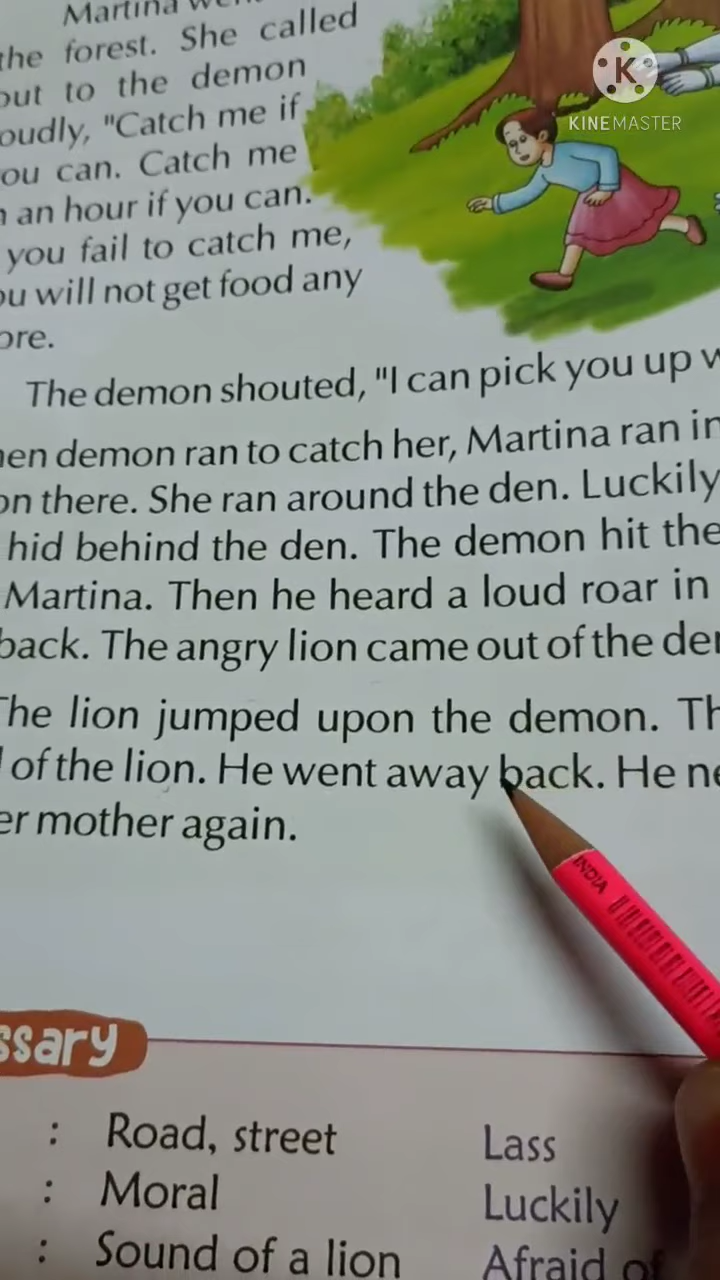 Martina
the forest. She called
out to the demon
oudly, "Catch me if
ou can. Catch me
n an hour if you can.
you fail to catch me,
ou will not get food any
ore.
The demon shouted, "I can pick you up w
hen demon ran to catch her, Martina ran in
on there. She ran around the den. Luckily
hid behind the den. The demon hit the
Martina. Then he heard a loud roar in
back. The angry lion came out of the den
The lion jumped upon the demon. Th
of the lion. He went away back. He ne
er mother again.
ssary
: Road, street Lass
: Moral Luckily
: Sound of a lion Afraid of
INDIA
K
KINEMASTER